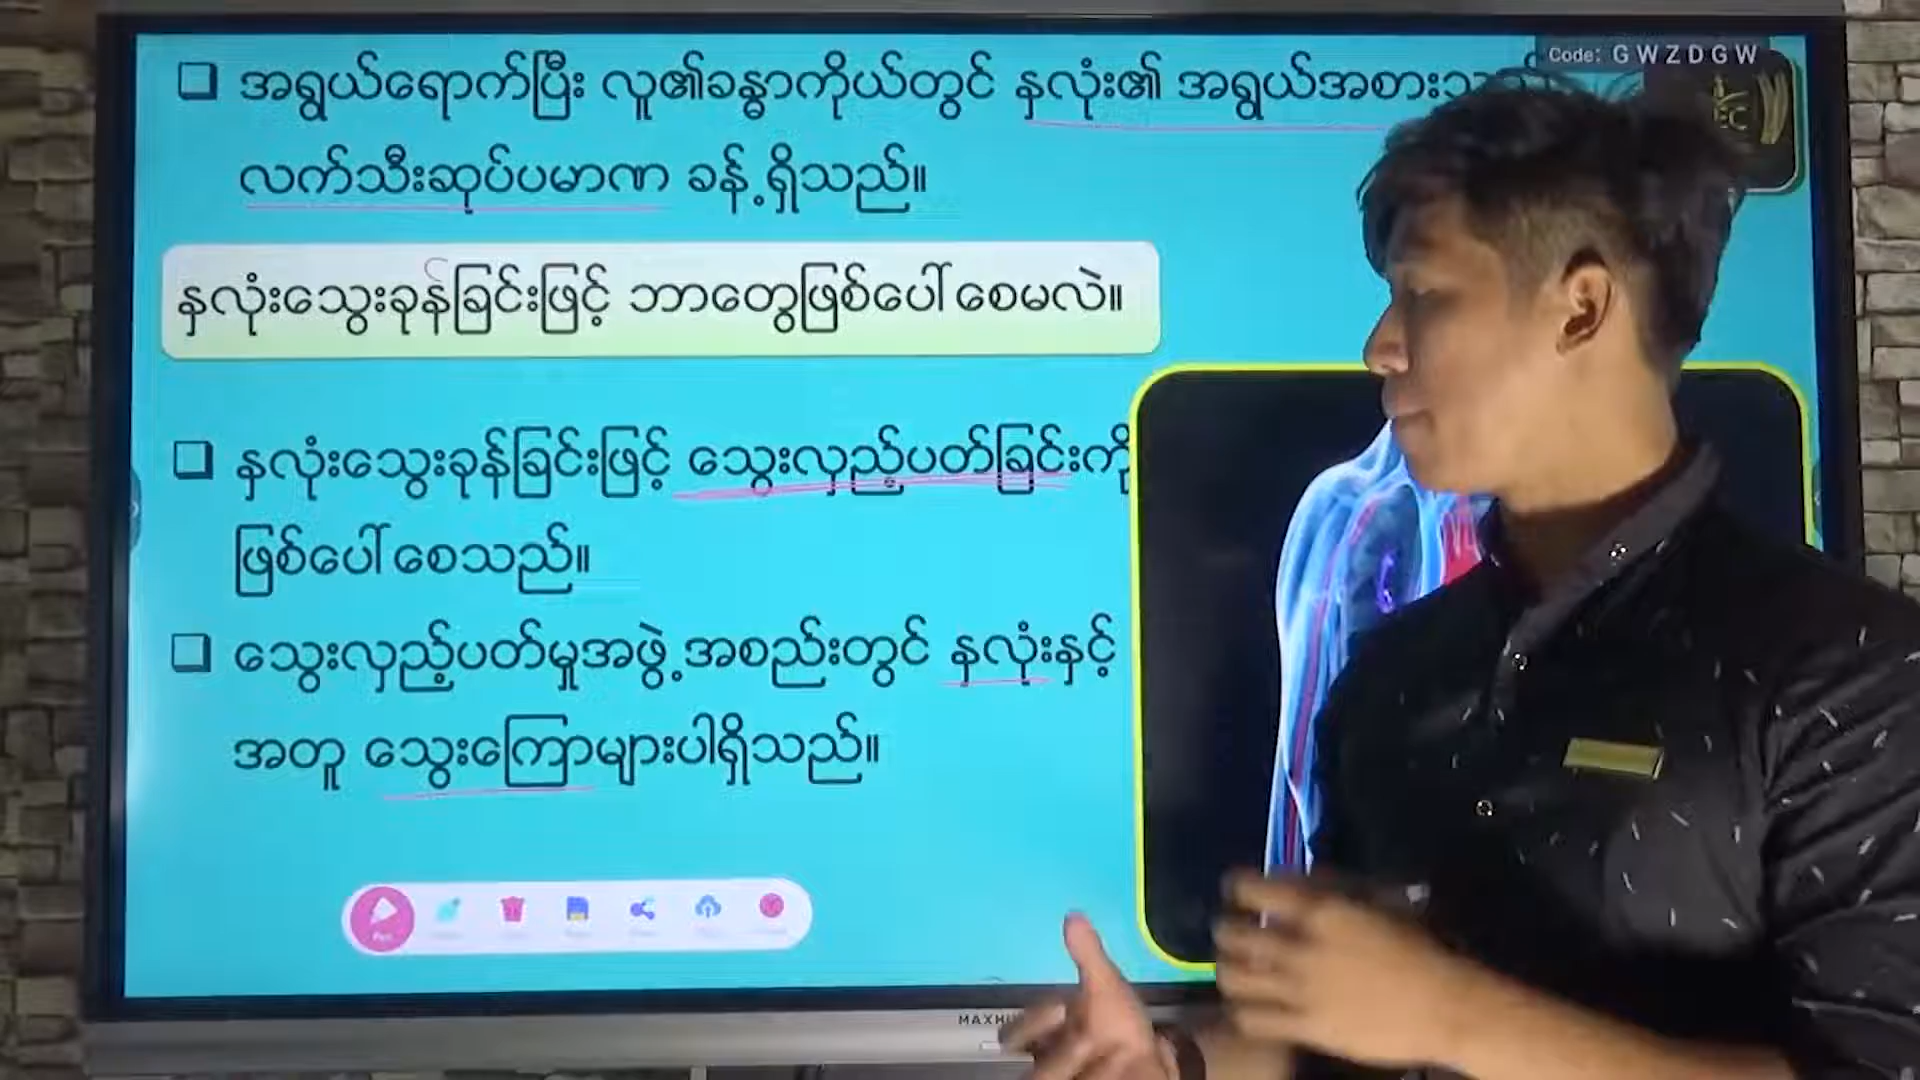 Code: G W Z D G W
❑ အရွယ်ရောက်ပြီး လူ၏ခန္ဓာကိုယ်တွင် နှလုံး၏ အရွယ်အစား
လက်သီးဆုပ်ပမာဏ ခန့်ရှိသည်။
နှလုံးသွေးခုန်ခြင်းဖြင့် ဘာတွေဖြစ်ပေါ်စေမလဲ။
❑ နှလုံးသွေးခုန်ခြင်းဖြင့် သွေးလှည့်ပတ်ခြင်းကို
ဖြစ်ပေါ်စေသည်။
❑ သွေးလှည့်ပတ်မှုအဖွဲ့အစည်းတွင် နှလုံးနှင့်
အတူ သွေးကြောများပါရှိသည်။